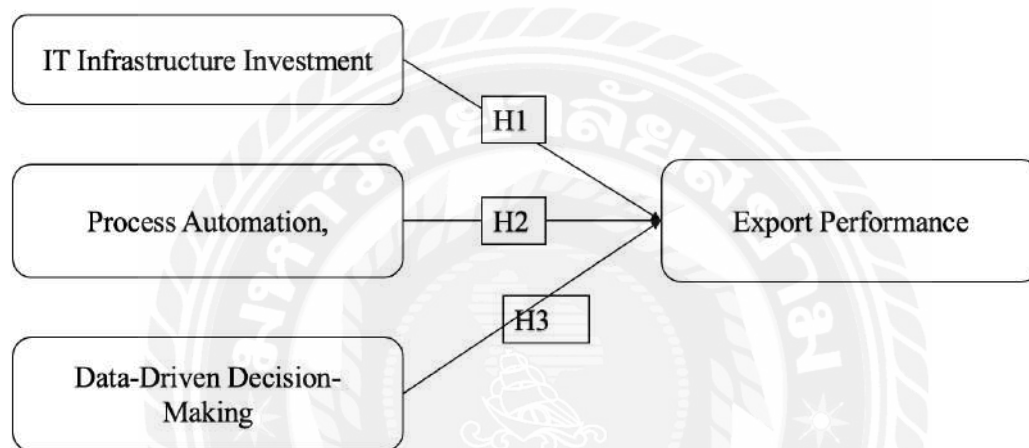 IT Infrastructure Investment
H1
Process Automation,
H2
Export Performance
H3
Data-Driven Decision-
Making